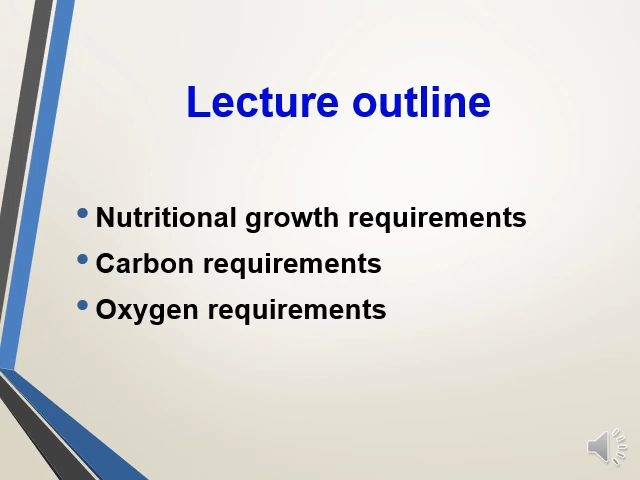 Lecture outline
• Nutritional growth requirements
• Carbon requirements
• Oxygen requirements